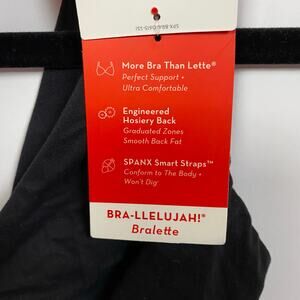 More Bra Than Lette®
Perfect Support +
Ultra Comfortable
Engineered
Hosiery Back
Graduated Zones
Smooth Back Fat
SPANX Smart Straps™
Conform to The Body +
Won't Dig
BRA-LLELUJAH!®
Bralette